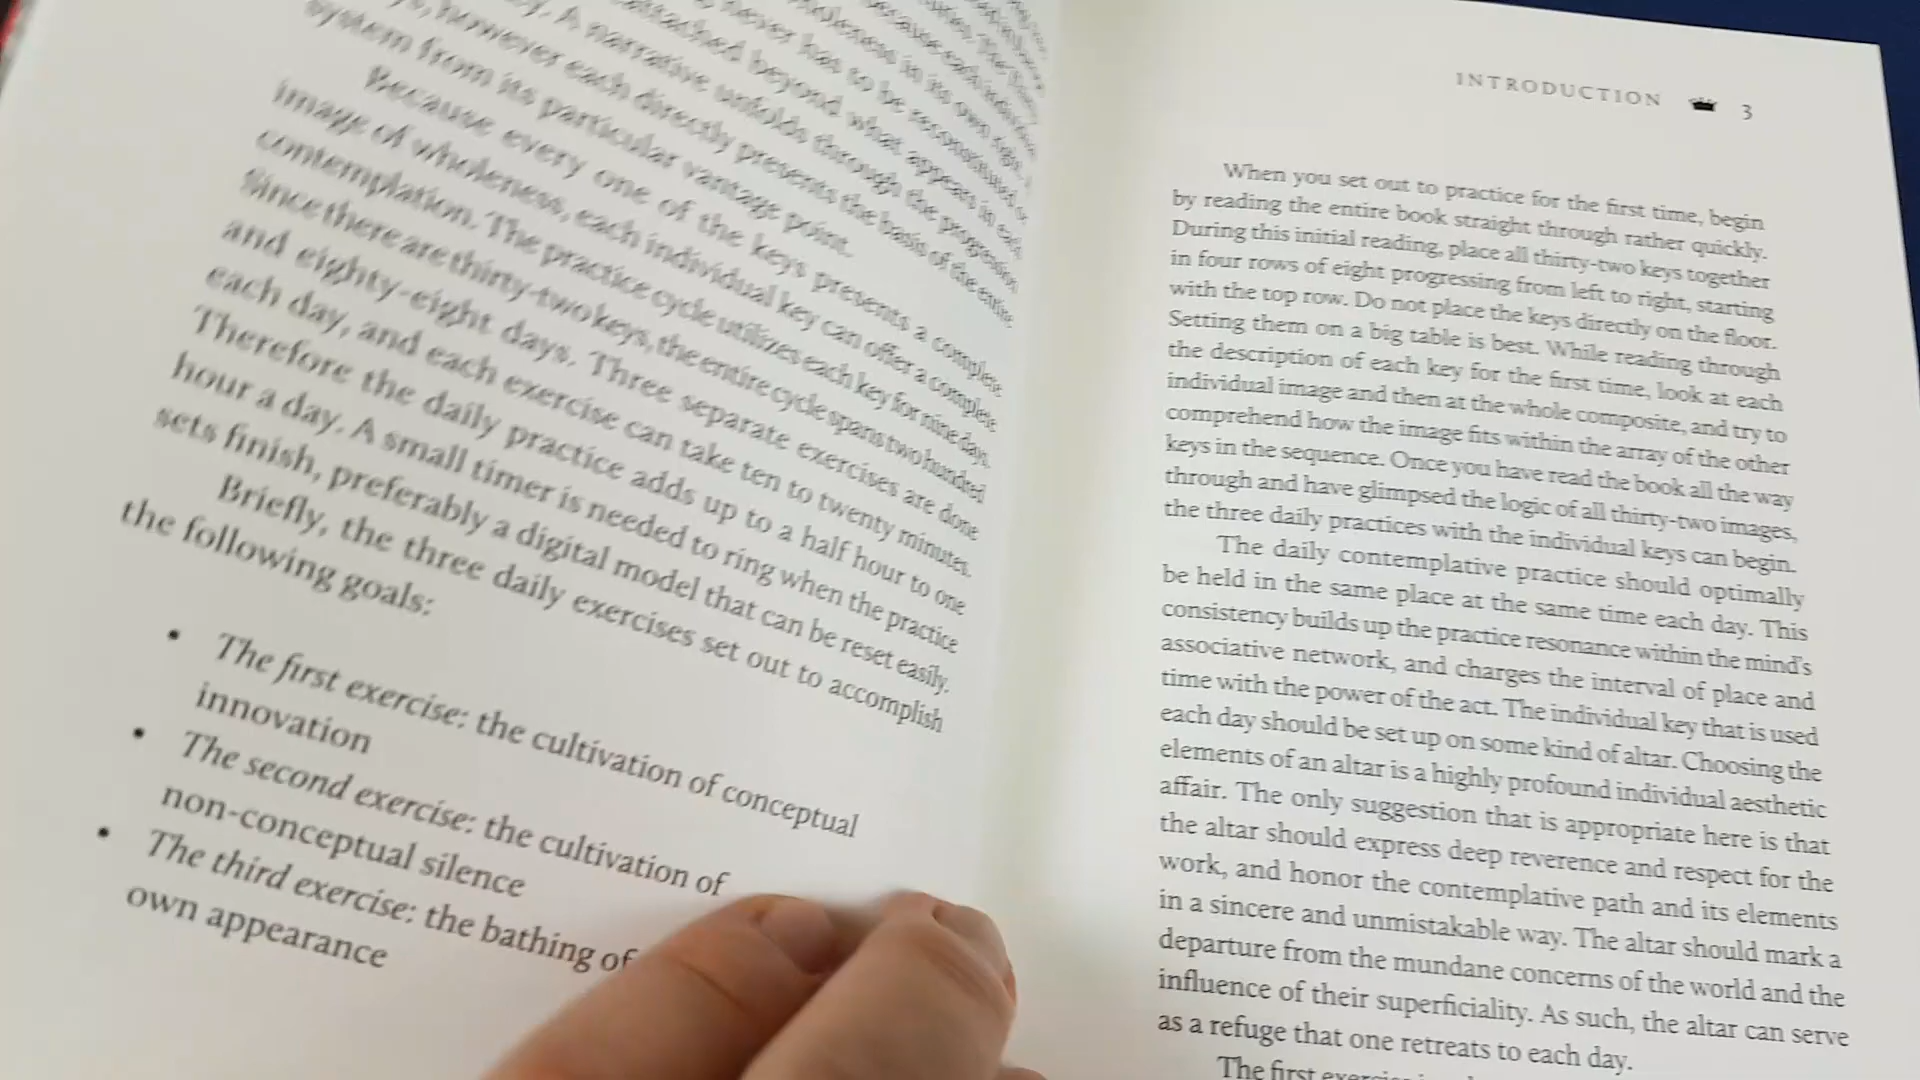 however each directly presents the basis of the entire
system from its particular vantage point.
Because every one of the keys presents a complete
image of wholeness, each individual key can offer a complete
contemplation. The practice cycle utilizes each key for nine days.
Since there are thirty-two keys, the entire cycle spans two hundred
and eighty-eight days. Three separate exercises are done
each day, and each exercise can take ten to twenty minutes.
Therefore the daily practice adds up to a half hour to one
hour a day. A small timer is needed to ring when the practice
sets finish, preferably a digital model that can be reset easily.
Briefly, the three daily exercises set out to accomplish
the following goals:
• The first exercise: the cultivation of conceptual
innovation
• The second exercise: the cultivation of
non-conceptual silence
• The third exercise: the bathing of
own appearance
INTRODUCTION 3
When you set out to practice for the first time, begin
by reading the entire book straight through rather quickly.
During this initial reading, place all thirty-two keys together
in four rows of eight progressing from left to right, starting
with the top row. Do not place the keys directly on the floor.
Setting them on a big table is best. While reading through
the description of each key for the first time, look at each
individual image and then at the whole composite, and try to
comprehend how the image fits within the array of the other
keys in the sequence. Once you have read the book all the way
through and have glimpsed the logic of all thirty-two images,
the three daily practices with the individual keys can begin.
The daily contemplative practice should optimally
be held in the same place at the same time each day. This
consistency builds up the practice resonance within the mind's
associative network, and charges the interval of place and
time with the power of the act. The individual key that is used
each day should be set up on some kind of altar. Choosing the
elements of an altar is a highly profound individual aesthetic
affair. The only suggestion that is appropriate here is that
the altar should express deep reverence and respect for the
work, and honor the contemplative path and its elements
in a sincere and unmistakable way. The altar should mark a
departure from the mundane concerns of the world and the
influence of their superficiality. As such, the altar can serve
as a refuge that one retreats to each day.
The first